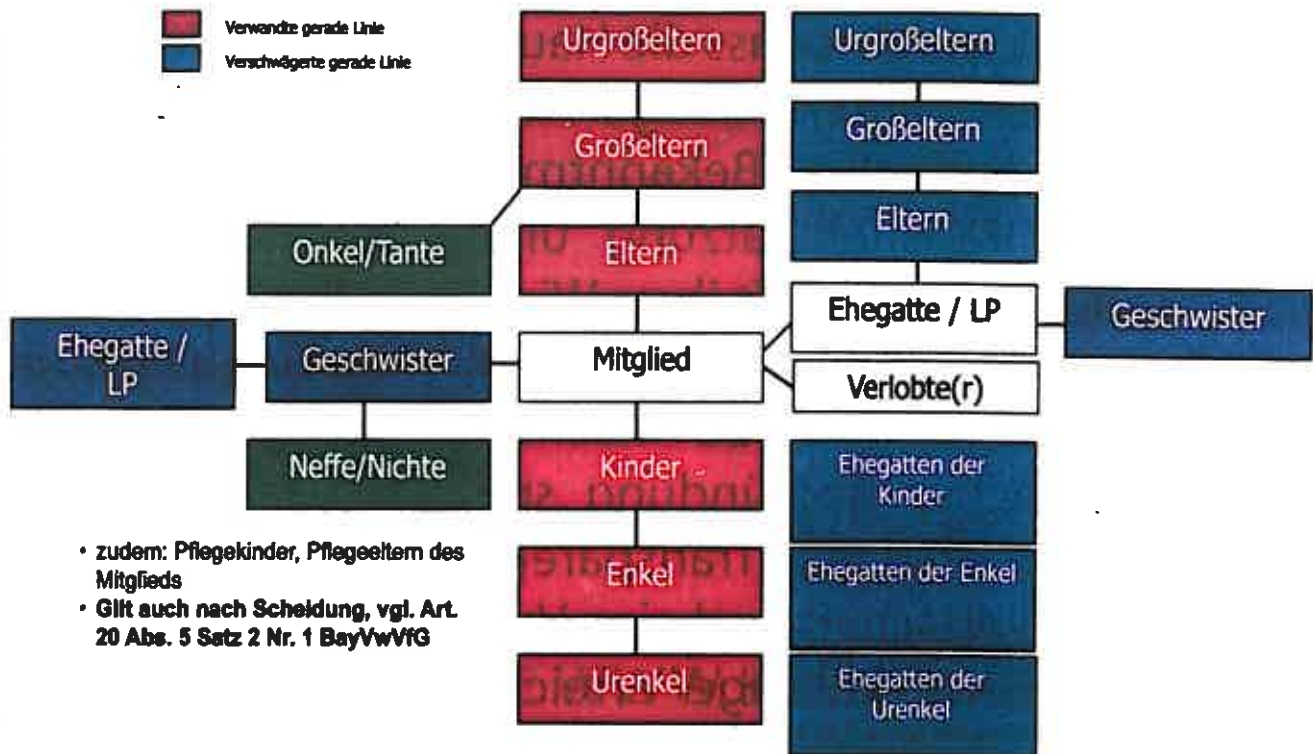 Verwandte gerade Linie
Verschwägerte gerade Linie
Urgroßeltern
Urgroßeltern
Großeltern
Großeltern
Onkel/Tante
Eltern
Eltern
Ehegatte /
LP
Geschwister
Mitglied
Ehegatte / LP
Geschwister
Verlobte(r)
Neffe/Nichte
Kinder
Ehegatten der
Kinder
Enkel
Ehegatten der Enkel
Urenkel
Ehegatten der
Urenkel
• zudem: Pflegekinder, Pflegeeltern des
Mitglieds
• Gilt auch nach Scheidung, vgl. Art.
20 Abs. 5 Satz 2 Nr. 1 BayVwVfG